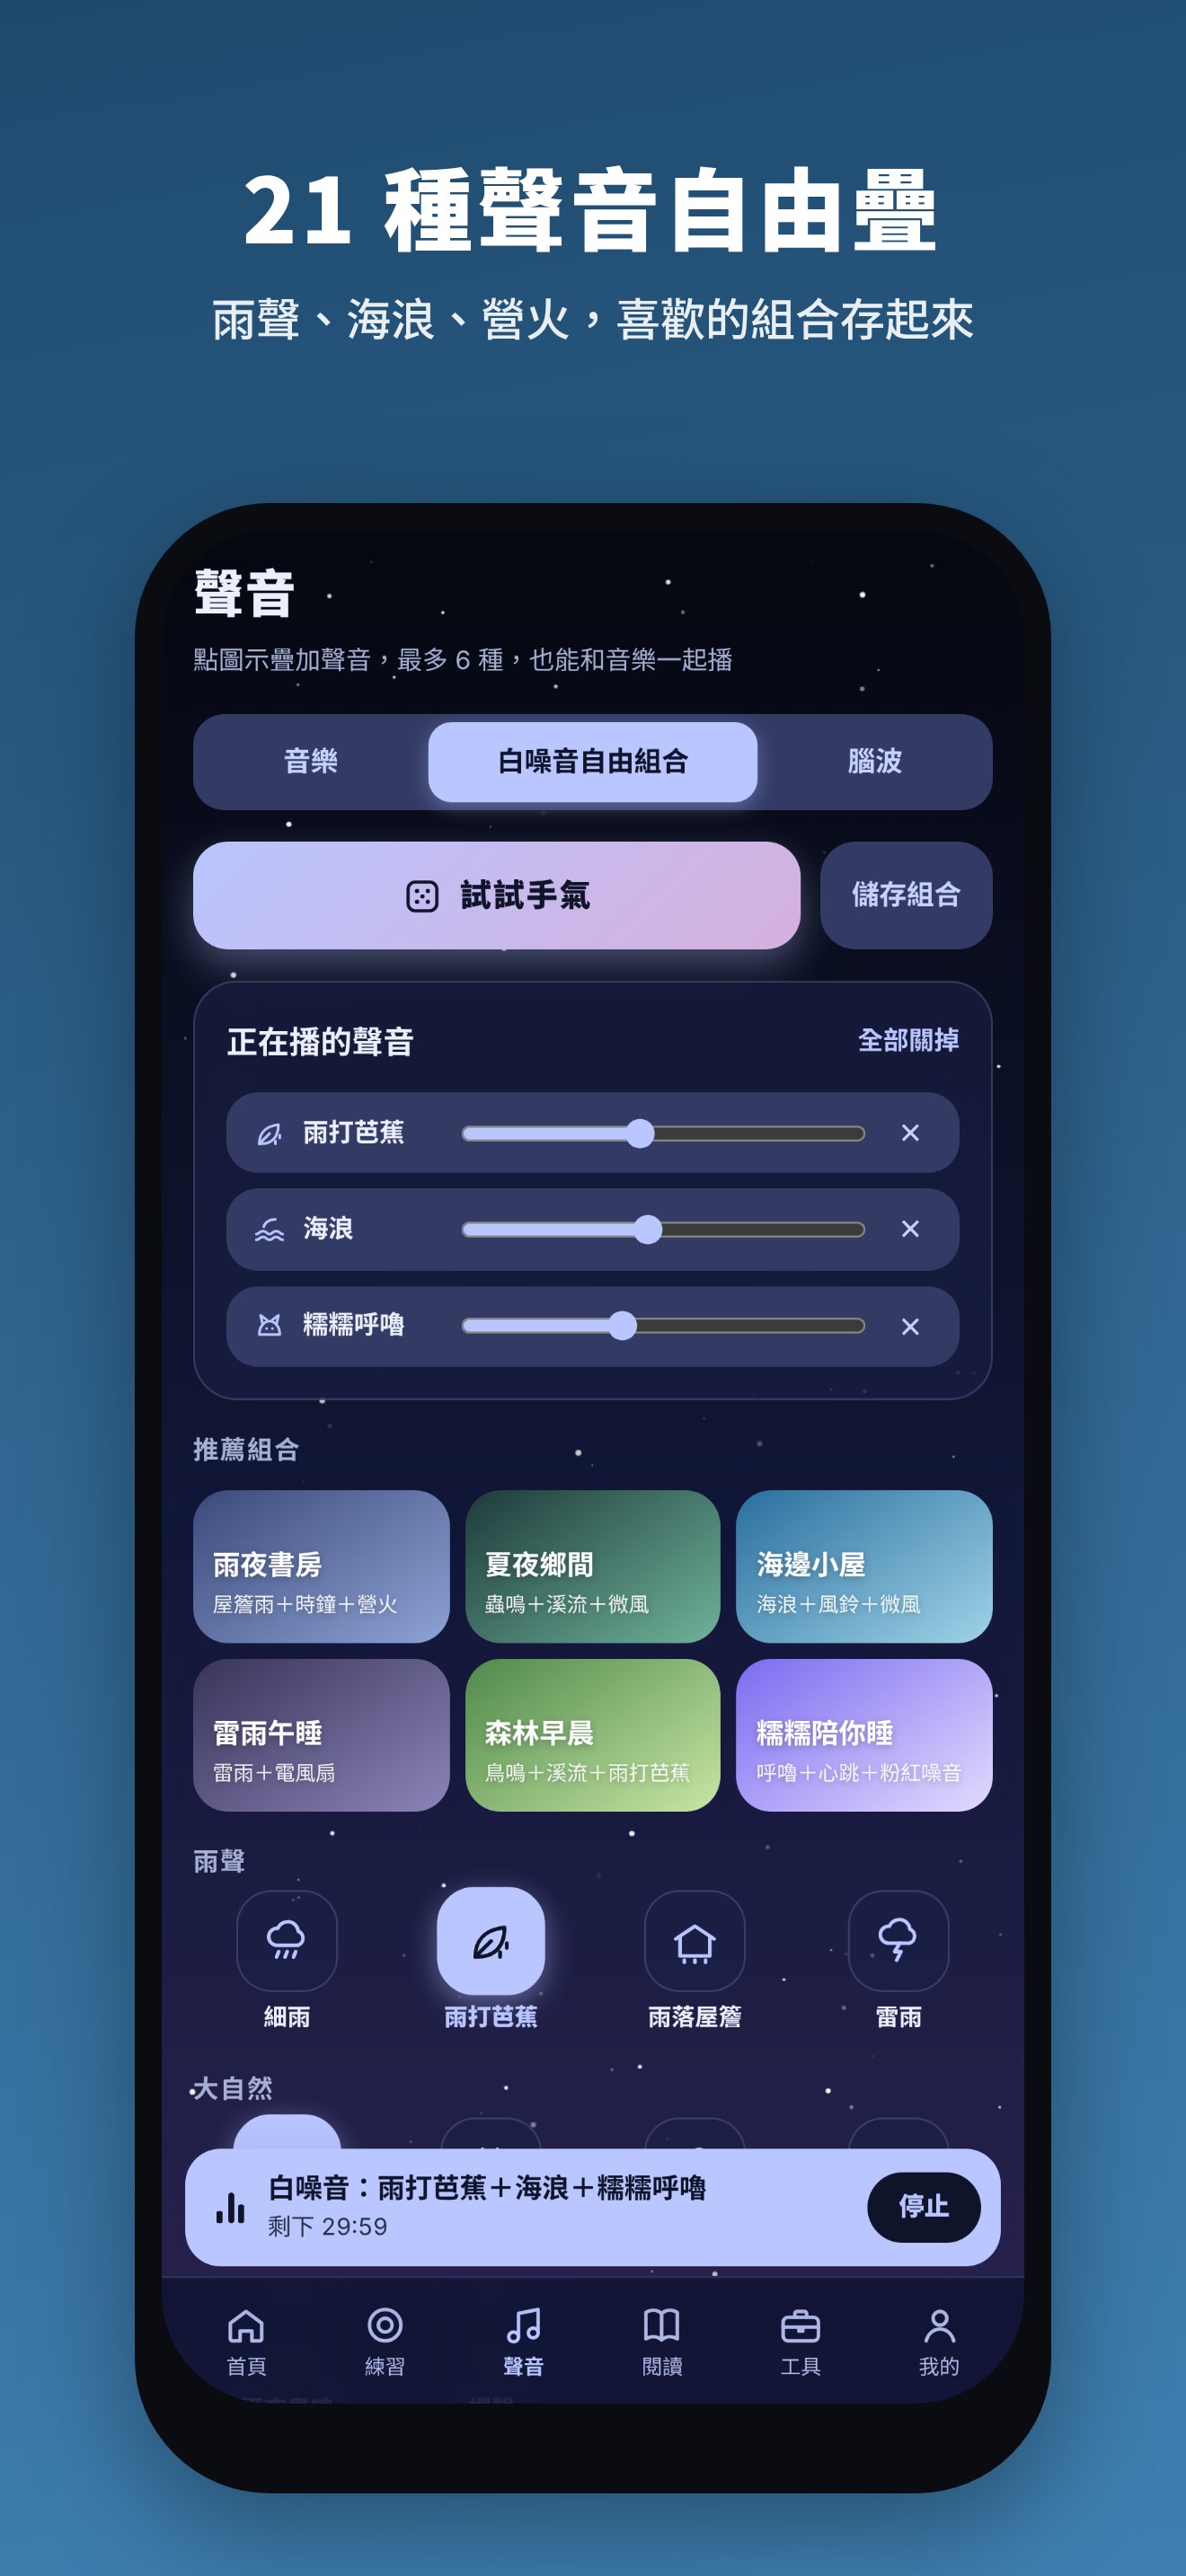 21 種聲音自由疊
雨聲、海浪、營火，喜歡的組合存起來
聲音
點圖示疊加聲音，最多 6 種，也能和音樂一起播
音樂
白噪音自由組合
腦波
試試手氣
儲存組合
正在播的聲音
全部關掉
雨打芭蕉
海浪
糯糯呼嚕
推薦組合
雨夜書房
屋簷雨＋時鐘＋營火
夏夜鄉間
蟲鳴＋溪流＋微風
海邊小屋
海浪＋風鈴＋微風
雷雨午睡
雷雨＋電風扇
森林早晨
鳥鳴＋溪流＋雨打芭蕉
糯糯陪你睡
呼嚕＋心跳＋粉紅噪音
雨聲
細雨
雨打芭蕉
雨落屋簷
雷雨
大自然
白噪音：雨打芭蕉＋海浪＋糯糯呼嚕
剩下 29:59
停止
首頁
練習
聲音
閱讀
工具
我的